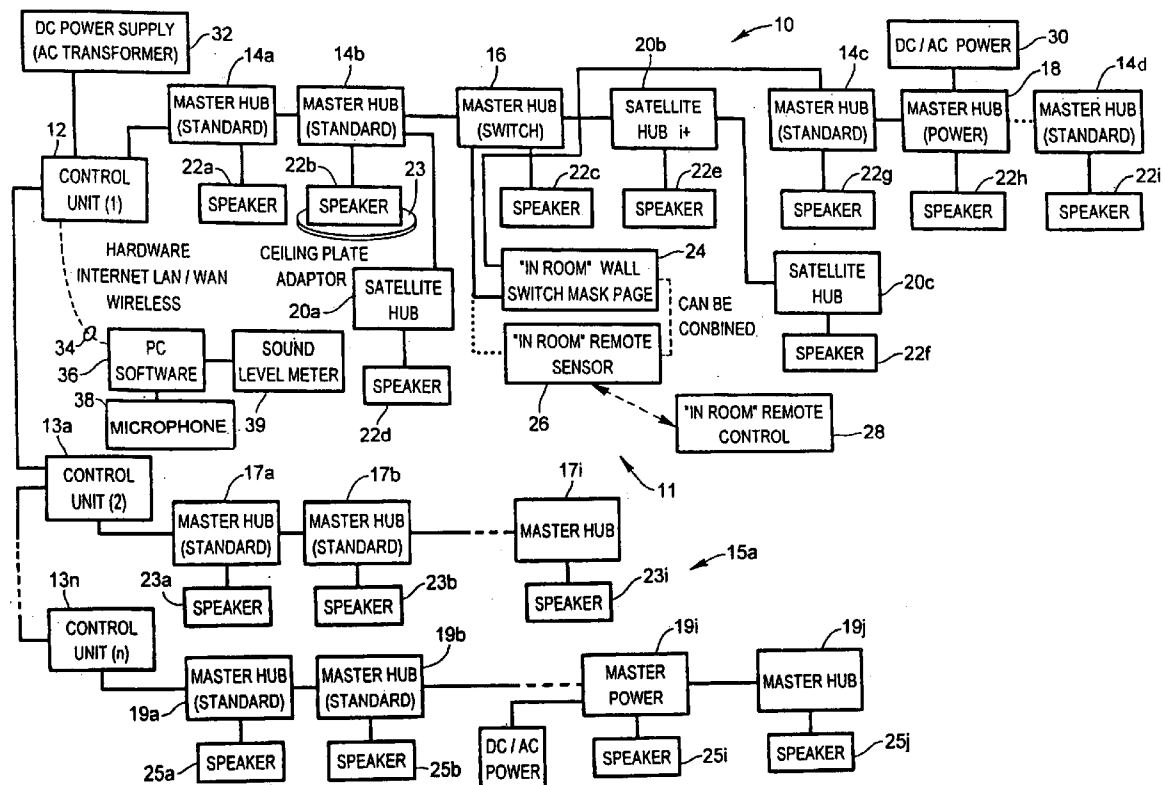 DC POWER SUPPLY
(AC TRANSFORMER)
32
14a
14b
16
20b
10
14c
DC / AC POWER
30
18
14d
MASTER HUB
(STANDARD)
MASTER HUB
(STANDARD)
MASTER HUB
(SWITCH)
SATELLITE
HUB i+
MASTER HUB
(STANDARD)
MASTER HUB
(POWER)
MASTER HUB
(STANDARD)
12
CONTROL
UNIT (1)
22a
SPEAKER
22b
SPEAKER
23
22c
SPEAKER
22e
SPEAKER
22g
SPEAKER
22h
SPEAKER
22i
SPEAKER
HARDWARE
INTERNET LAN / WAN
WIRELESS
CEILING PLATE
ADAPTOR
20a
SATELLITE
HUB
24
"IN ROOM" WALL
SWITCH MASK PAGE
CAN BE
CONBINED
SATELLITE
HUB
20c
"IN ROOM" REMOTE
SENSOR
26
SPEAKER
22f
34
36
PC
SOFTWARE
SOUND
LEVEL METER
39
38
MICROPHONE
SPEAKER
22d
"IN ROOM" REMOTE
CONTROL
28
11
13a
CONTROL
UNIT (2)
17a
MASTER HUB
(STANDARD)
17b
MASTER HUB
(STANDARD)
17i
MASTER HUB
15a
23a
SPEAKER
23b
SPEAKER
23i
SPEAKER
13n
CONTROL
UNIT (n)
19a
MASTER HUB
(STANDARD)
19b
MASTER HUB
(STANDARD)
19i
MASTER
POWER
19j
MASTER HUB
25a
SPEAKER
25b
SPEAKER
DC / AC
POWER
25i
SPEAKER
25j
SPEAKER